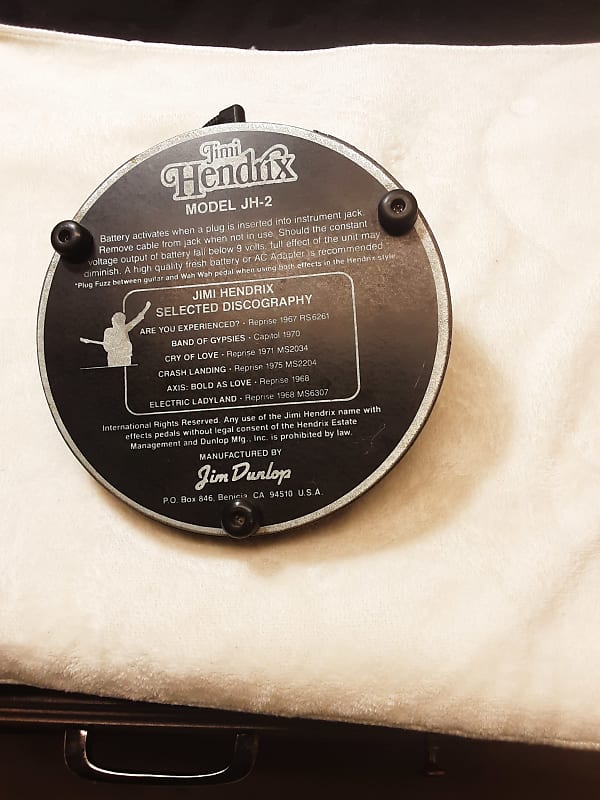 Jimi
Hendrix
MODEL JH-2
Battery activates when a plug is inserted into instrument jack.
Remove cable from jack when not in use. Should the constant
voltage output of battery fall below 9 volts, full effect of the unit may
diminish. A high quality fresh battery or AC Adapter is recommended.
*Plug Fuzz between guitar and Wah Wah pedal when using both effects in the Hendrix style.
JIMI HENDRIX
SELECTED DISCOGRAPHY
ARE YOU EXPERIENCED? - Reprise 1967 RS6261
BAND OF GYPSIES - Capitol 1970
CRY OF LOVE - Reprise 1971 MS2034
CRASH LANDING - Reprise 1975 MS2204
AXIS: BOLD AS LOVE - Reprise 1968
ELECTRIC LADYLAND - Reprise 1968 MS6307
International Rights Reserved. Any use of the Jimi Hendrix name with
effects pedals without legal consent of the Hendrix Estate
Management and Dunlop Mfg., Inc. is prohibited by law.
MANUFACTURED BY
Jim Dunlop
P.O. Box 846, Benicia, CA 94510 U.S.A.